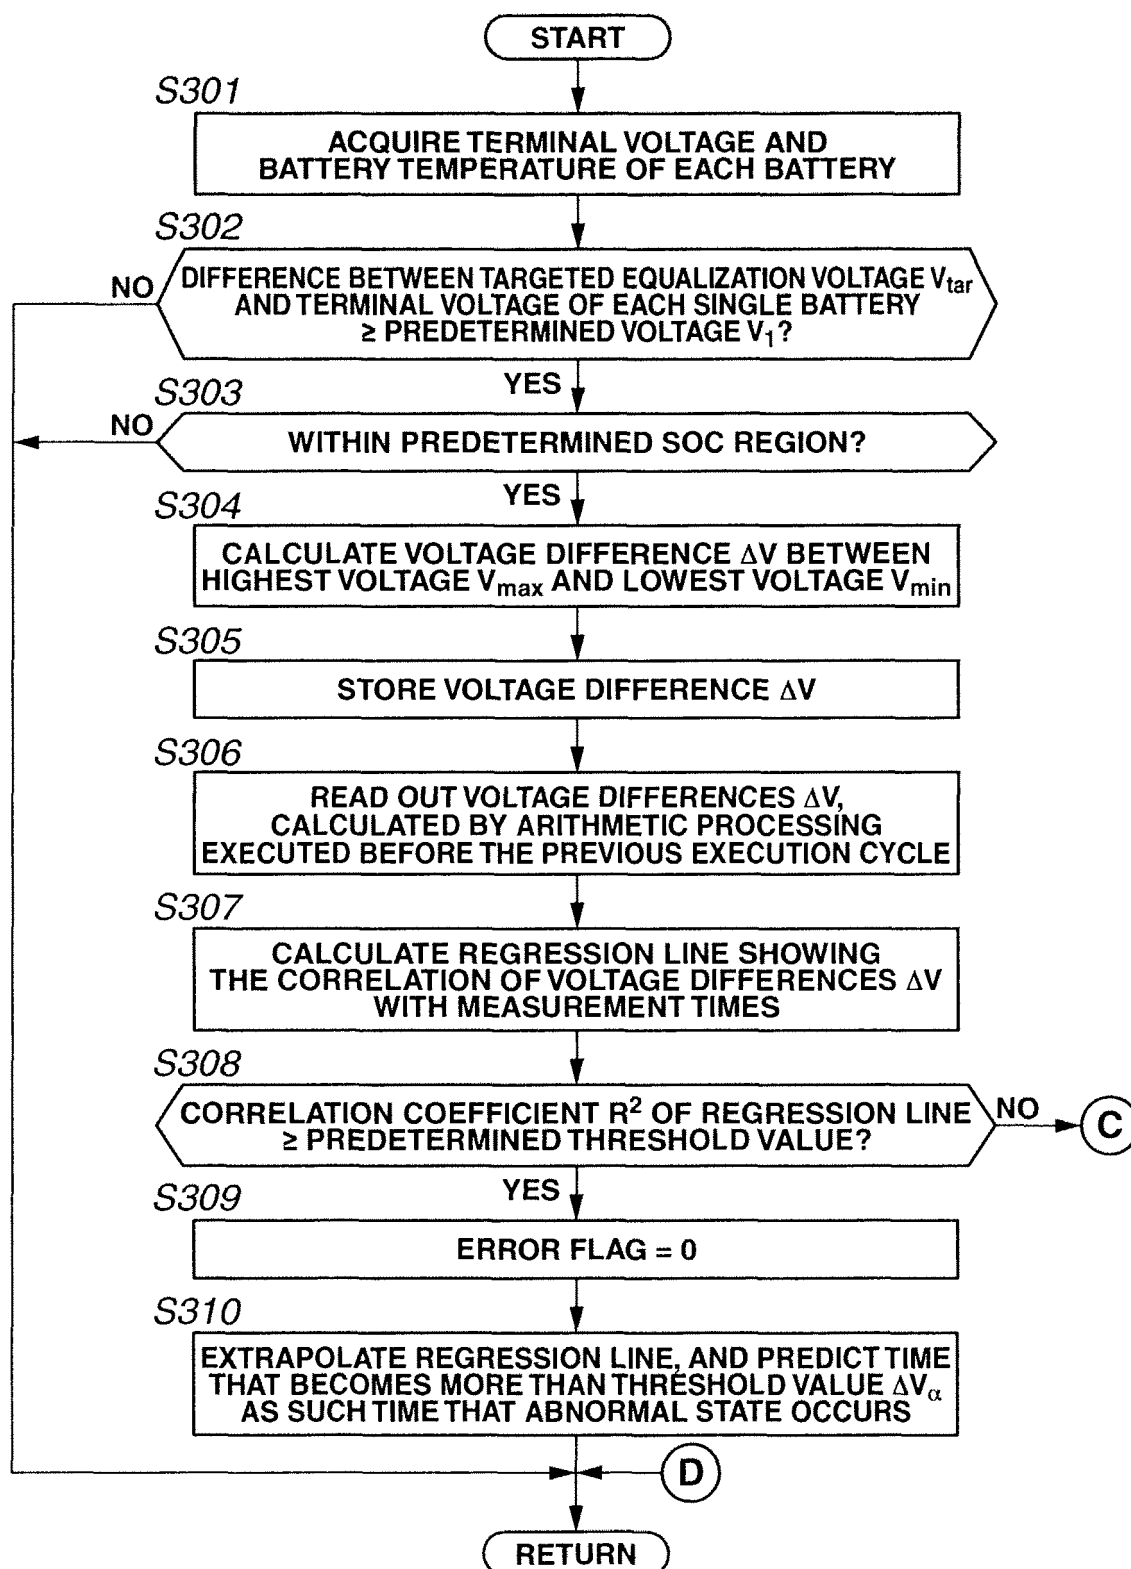 START
S301
ACQUIRE TERMINAL VOLTAGE AND
BATTERY TEMPERATURE OF EACH BATTERY
S302
NO
DIFFERENCE BETWEEN TARGETED EQUALIZATION VOLTAGE Vtar
AND TERMINAL VOLTAGE OF EACH SINGLE BATTERY
≥ PREDETERMINED VOLTAGE V1?
YES
S303
NO
WITHIN PREDETERMINED SOC REGION?
YES
S304
CALCULATE VOLTAGE DIFFERENCE ΔV BETWEEN
HIGHEST VOLTAGE Vmax AND LOWEST VOLTAGE Vmin
S305
STORE VOLTAGE DIFFERENCE ΔV
S306
READ OUT VOLTAGE DIFFERENCES ΔV,
CALCULATED BY ARITHMETIC PROCESSING
EXECUTED BEFORE THE PREVIOUS EXECUTION CYCLE
S307
CALCULATE REGRESSION LINE SHOWING
THE CORRELATION OF VOLTAGE DIFFERENCES ΔV
WITH MEASUREMENT TIMES
S308
CORRELATION COEFFICIENT R² OF REGRESSION LINE
≥ PREDETERMINED THRESHOLD VALUE?
NO
C
YES
S309
ERROR FLAG = 0
S310
EXTRAPOLATE REGRESSION LINE, AND PREDICT TIME
THAT BECOMES MORE THAN THRESHOLD VALUE ΔVα
AS SUCH TIME THAT ABNORMAL STATE OCCURS
D
RETURN